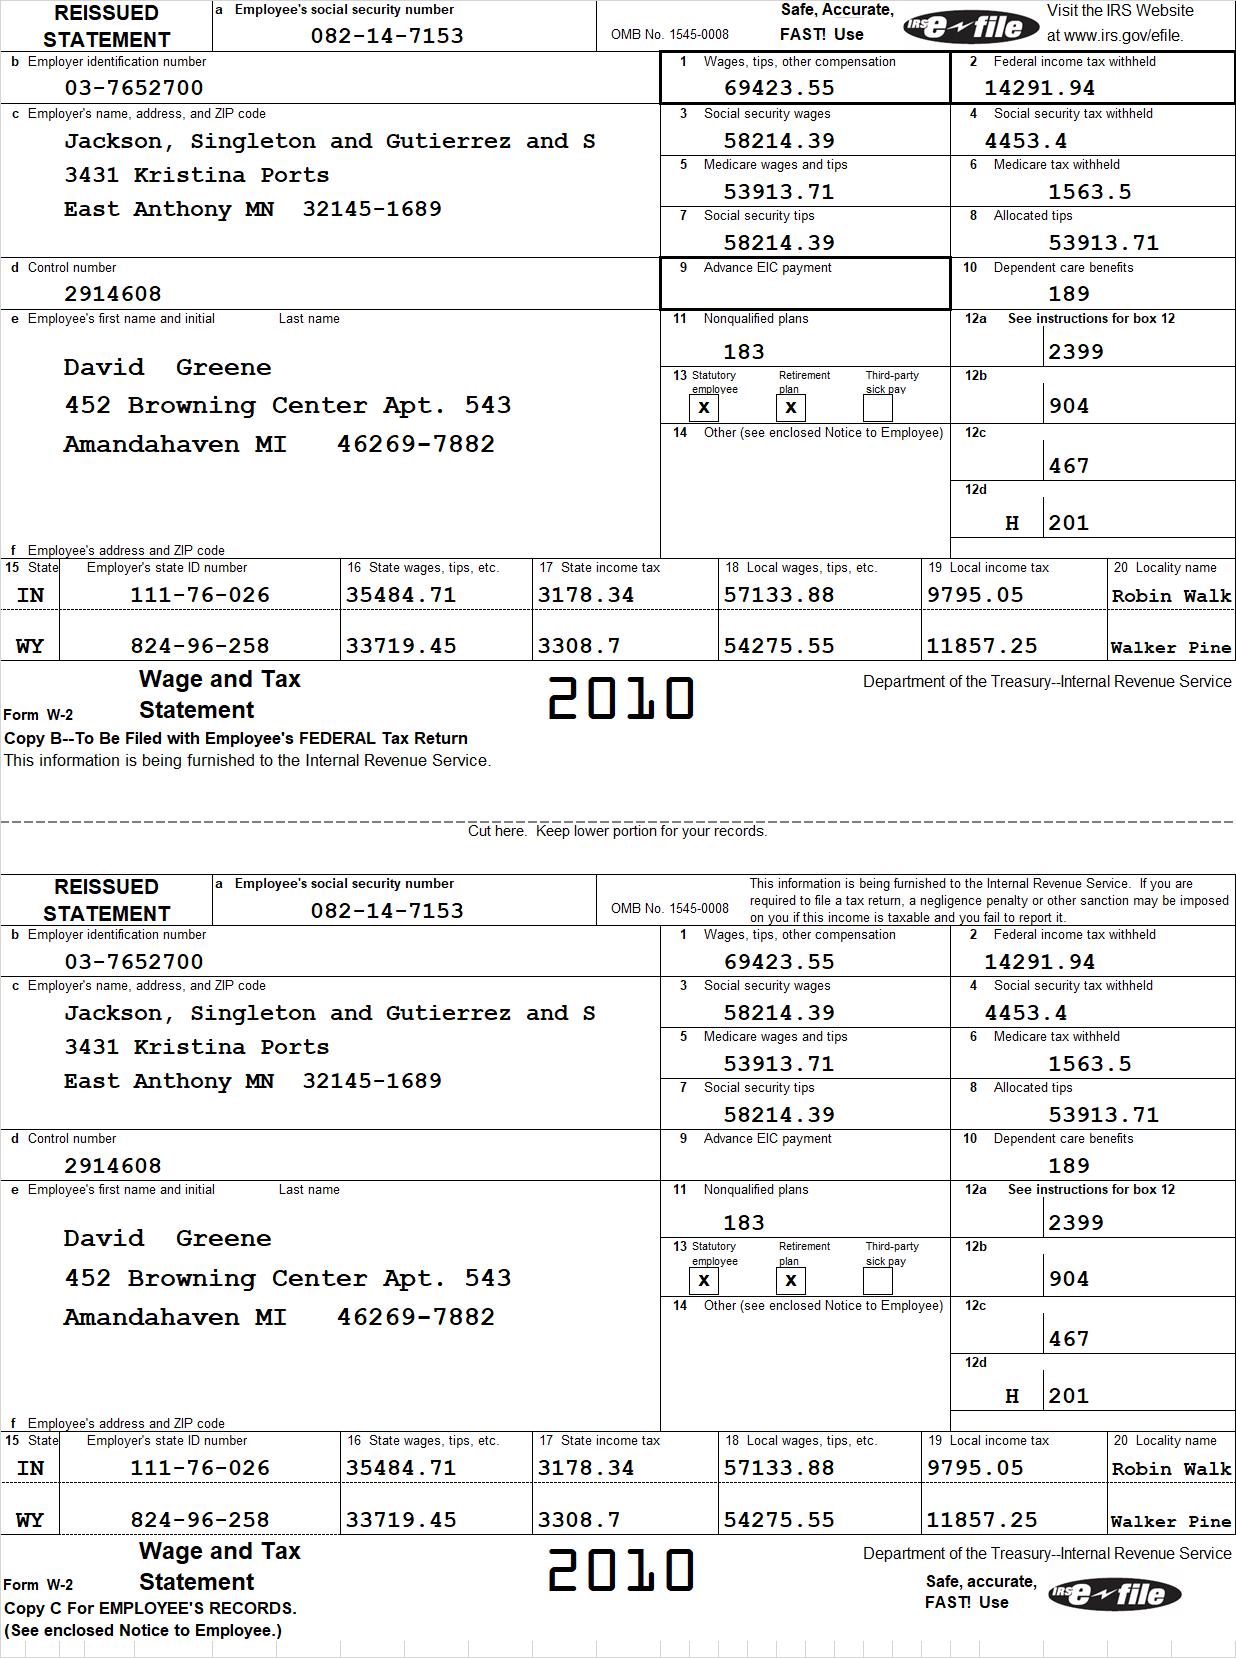 REISSUED STATEMENT
a Employee's social security number
082-14-7153
OMB No. 1545-0008
Safe, Accurate, FAST! Use
IRS e-file
Visit the IRS Website at www.irs.gov/efile.
b Employer identification number
03-7652700
1 Wages, tips, other compensation
69423.55
2 Federal income tax withheld
14291.94
c Employer's name, address, and ZIP code
Jackson, Singleton and Gutierrez and S
3431 Kristina Ports
East Anthony MN 32145-1689
3 Social security wages
58214.39
4 Social security tax withheld
4453.4
5 Medicare wages and tips
53913.71
6 Medicare tax withheld
1563.5
7 Social security tips
58214.39
8 Allocated tips
53913.71
d Control number
2914608
9 Advance EIC payment
10 Dependent care benefits
189
e Employee's first name and initial Last name
David Greene
452 Browning Center Apt. 543
Amandahaven MI 46269-7882
11 Nonqualified plans
183
12a See instructions for box 12
2399
13 Statutory employee Retirement plan Third-party sick pay
X X
12b
904
14 Other (see enclosed Notice to Employee)
12c
467
12d
H 201
f Employee's address and ZIP code
15 State Employer's state ID number 16 State wages, tips, etc. 17 State income tax 18 Local wages, tips, etc. 19 Local income tax 20 Locality name
IN 111-76-026 35484.71 3178.34 57133.88 9795.05 Robin Walk
WY 824-96-258 33719.45 3308.7 54275.55 11857.25 Walker Pine
Form W-2 Wage and Tax Statement
2010
Department of the Treasury--Internal Revenue Service
Copy B--To Be Filed with Employee's FEDERAL Tax Return
This information is being furnished to the Internal Revenue Service.
Cut here. Keep lower portion for your records.
REISSUED STATEMENT
a Employee's social security number
082-14-7153
OMB No. 1545-0008
This information is being furnished to the Internal Revenue Service. If you are
required to file a tax return, a negligence penalty or other sanction may be imposed
on you if this income is taxable and you fail to report it.
b Employer identification number
03-7652700
1 Wages, tips, other compensation
69423.55
2 Federal income tax withheld
14291.94
c Employer's name, address, and ZIP code
Jackson, Singleton and Gutierrez and S
3431 Kristina Ports
East Anthony MN 32145-1689
3 Social security wages
58214.39
4 Social security tax withheld
4453.4
5 Medicare wages and tips
53913.71
6 Medicare tax withheld
1563.5
7 Social security tips
58214.39
8 Allocated tips
53913.71
d Control number
2914608
9 Advance EIC payment
10 Dependent care benefits
189
e Employee's first name and initial Last name
David Greene
452 Browning Center Apt. 543
Amandahaven MI 46269-7882
11 Nonqualified plans
183
12a See instructions for box 12
2399
13 Statutory employee Retirement plan Third-party sick pay
X X
12b
904
14 Other (see enclosed Notice to Employee)
12c
467
12d
H 201
f Employee's address and ZIP code
15 State Employer's state ID number 16 State wages, tips, etc. 17 State income tax 18 Local wages, tips, etc. 19 Local income tax 20 Locality name
IN 111-76-026 35484.71 3178.34 57133.88 9795.05 Robin Walk
WY 824-96-258 33719.45 3308.7 54275.55 11857.25 Walker Pine
Form W-2 Wage and Tax Statement
2010
Department of the Treasury--Internal Revenue Service
Safe, accurate, FAST! Use
IRS e-file
Copy C For EMPLOYEE'S RECORDS.
(See enclosed Notice to Employee.)